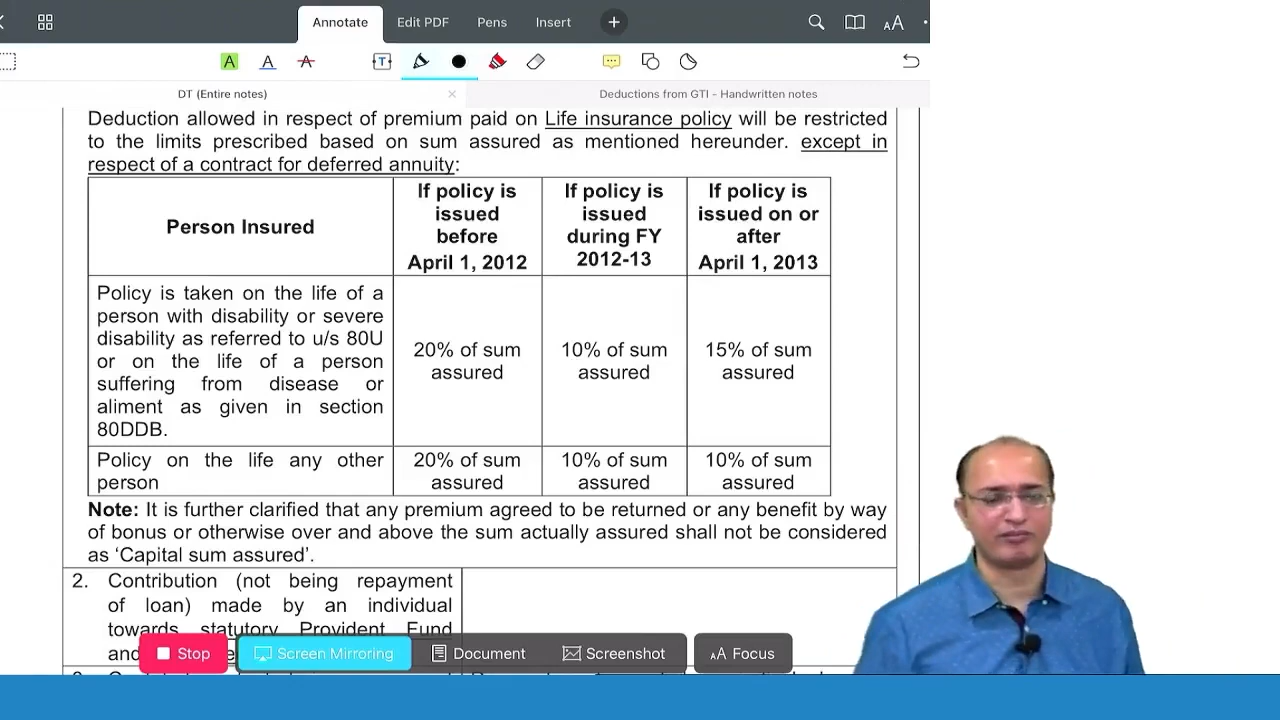 Annotate Edit PDF Pens Insert
A A A T AA
DT (Entire notes) Deductions from GTI - Handwritten notes
Deduction allowed in respect of premium paid on Life insurance policy will be restricted
to the limits prescribed based on sum assured as mentioned hereunder. except in
respect of a contract for deferred annuity:
Person Insured
If policy is
issued
before
April 1, 2012
If policy is
issued
during FY
2012-13
If policy is
issued on or
after
April 1, 2013
Policy is taken on the life of a
person with disability or severe
disability as referred to u/s 80U
or on the life of a person
suffering from disease or
aliment as given in section
80DDB.
20% of sum
assured
10% of sum
assured
15% of sum
assured
Policy on the life any other
person
20% of sum
assured
10% of sum
assured
10% of sum
assured
Note: It is further clarified that any premium agreed to be returned or any benefit by way
of bonus or otherwise over and above the sum actually assured shall not be considered
as ‘Capital sum assured’.
2. Contribution (not being repayment
of loan) made by an individual
towards statutory Provident Fund
and
Stop Screen Mirroring Document Screenshot AA Focus